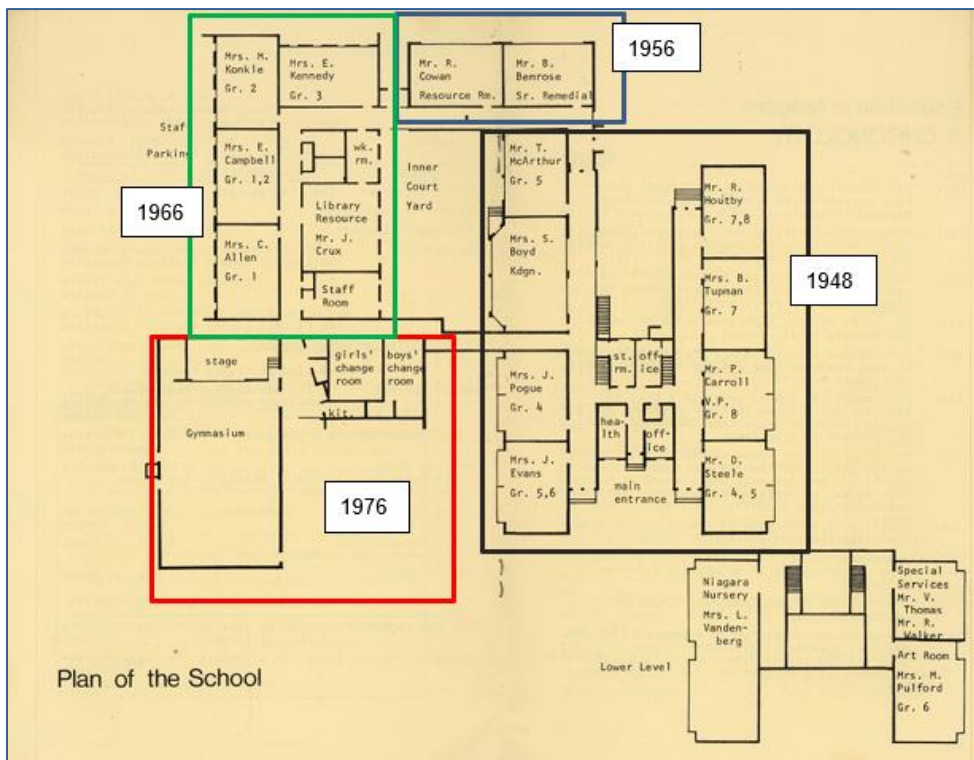 1956
Mrs. M.
Konkle
Gr. 2
Mrs. E.
Kennedy
Gr. 3
Mr. R.
Cowan
Resource Rm.
Mr. B.
Bemrose
Sr. Remedial
Staf
Parkin
Mrs. E.
Campbell
Gr. 1,2
wk.
rm.
Inner
Court
Yard
Mr. T.
McArthur
Gr. 5
Mr. R.
Houtby
Gr. 7,8
1966
Library
Resource
Mr. J.
Crux
Mrs. C.
Allen
Gr. 1
Staff
Room
Mrs. S.
Boyd
Kdgn.
Mrs. B.
Tupman
Gr. 7
1948
stage
girls'
change
room
boys'
change
room
kit.
Gymnasium
1976
Mrs. J.
Pogue
Gr. 4
st.
rm.
off
ice
Mr. P.
Carroll
V.P.
Gr. 8
hea-
lth
off-
ice
Mrs. J.
Evans
Gr. 5,6
main
entrance
Mr. D.
Steele
Gr. 4, 5
Niagara
Nursery
Mrs. L.
Vanden-
berg
Special
Services
Mr. V.
Thomas
Mr. R.
Walker
Lower Level
Art Room
Mrs. M.
Pulford
Gr. 6
Plan of the School